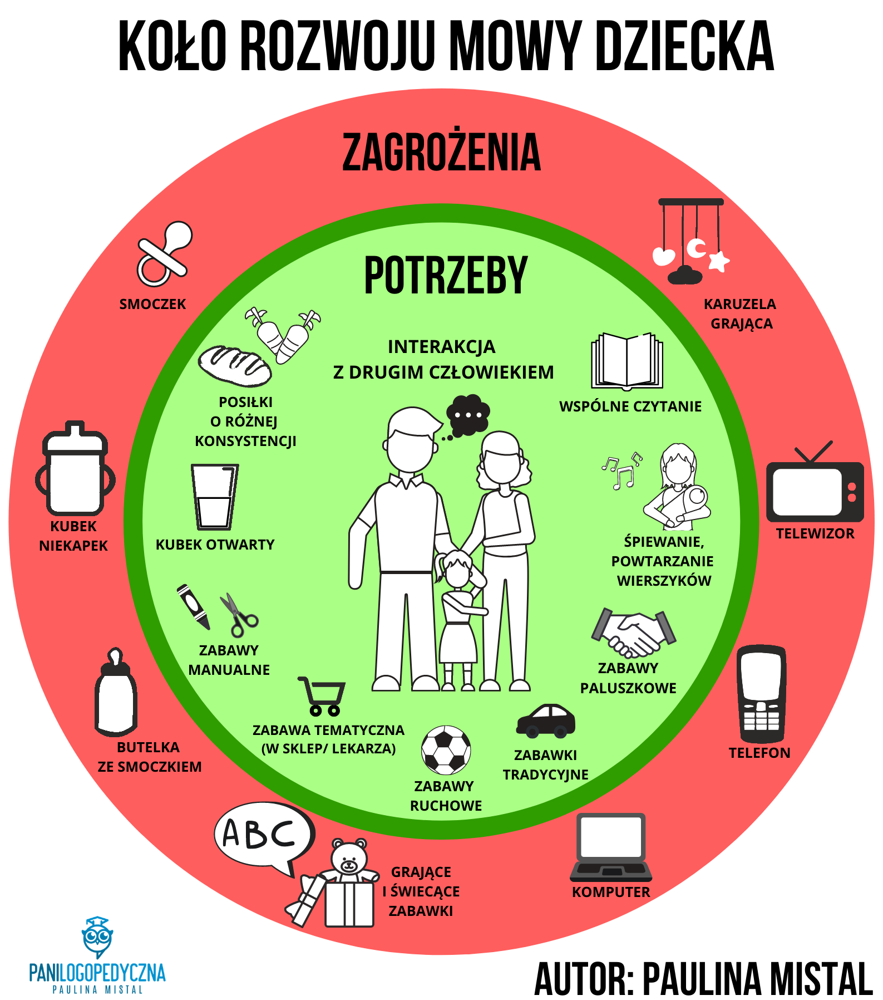 KOŁO ROZWOJU MOWY DZIECKA
ZAGROŻENIA
SMOCZEK
KARUZELA
GRAJĄCA
KUBEK
NIEKAPEK
TELEWIZOR
BUTELKA
ZE SMOCZKIEM
TELEFON
ABC
GRAJĄCE
I ŚWIECĄCE
ZABAWKI
KOMPUTER
POTRZEBY
INTERAKCJA
Z DRUGIM CZŁOWIEKIEM
POSIŁKI
O RÓŻNEJ
KONSYSTENCJI
WSPÓLNE CZYTANIE
KUBEK OTWARTY
ŚPIEWANIE,
POWTARZANIE
WIERSZYKÓW
ZABAWY
MANUALNE
ZABAWY
PALUSZKOWE
ZABAWA TEMATYCZNA
(W SKLEP/ LEKARZA)
ZABAWY
RUCHOWE
ZABAWKI
TRADYCYJNE
PANILOGOPEDYCZNA
PAULINA MISTAL
AUTOR: PAULINA MISTAL